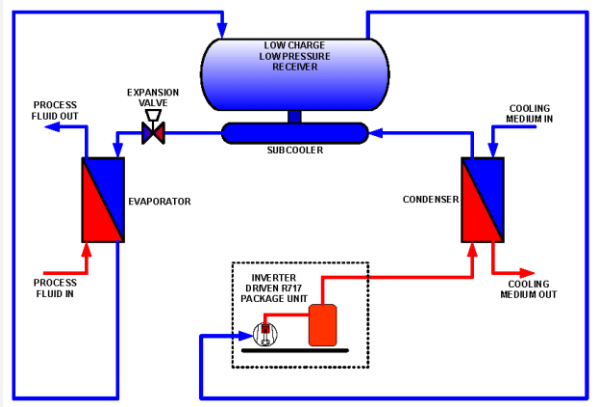 LOW CHARGE
LOW PRESSURE
RECEIVER
EXPANSION
VALVE
PROCESS
FLUID OUT
COOLING
MEDIUM IN
SUBCOOLER
EVAPORATOR
CONDENSER
INVERTER
DRIVEN R717
PACKAGE UNIT
PROCESS
FLUID IN
COOLING
MEDIUM OUT